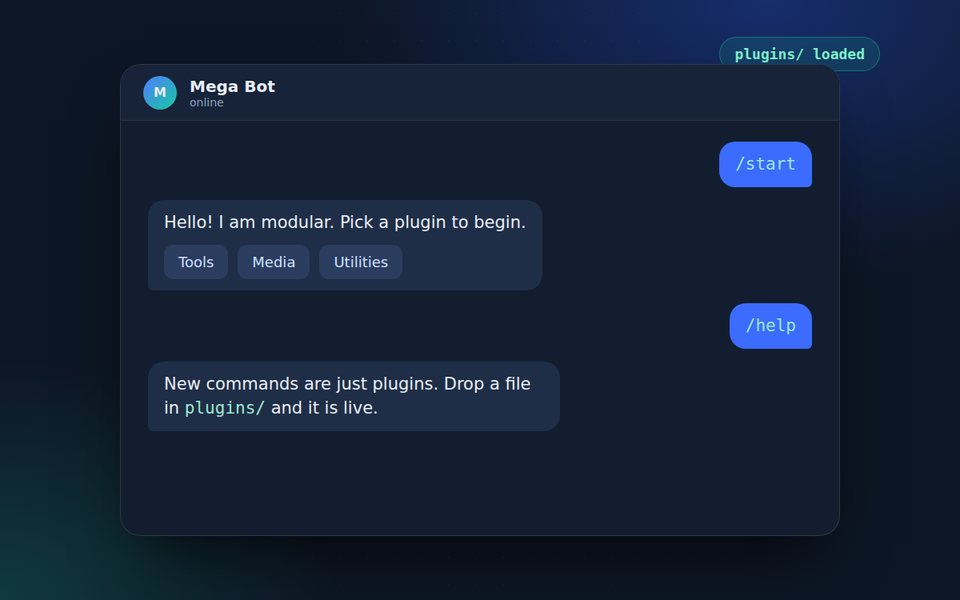 plugins/ loaded
M
Mega Bot
online
/start
Hello! I am modular. Pick a plugin to begin.
Tools Media Utilities
/help
New commands are just plugins. Drop a file
in plugins/ and it is live.